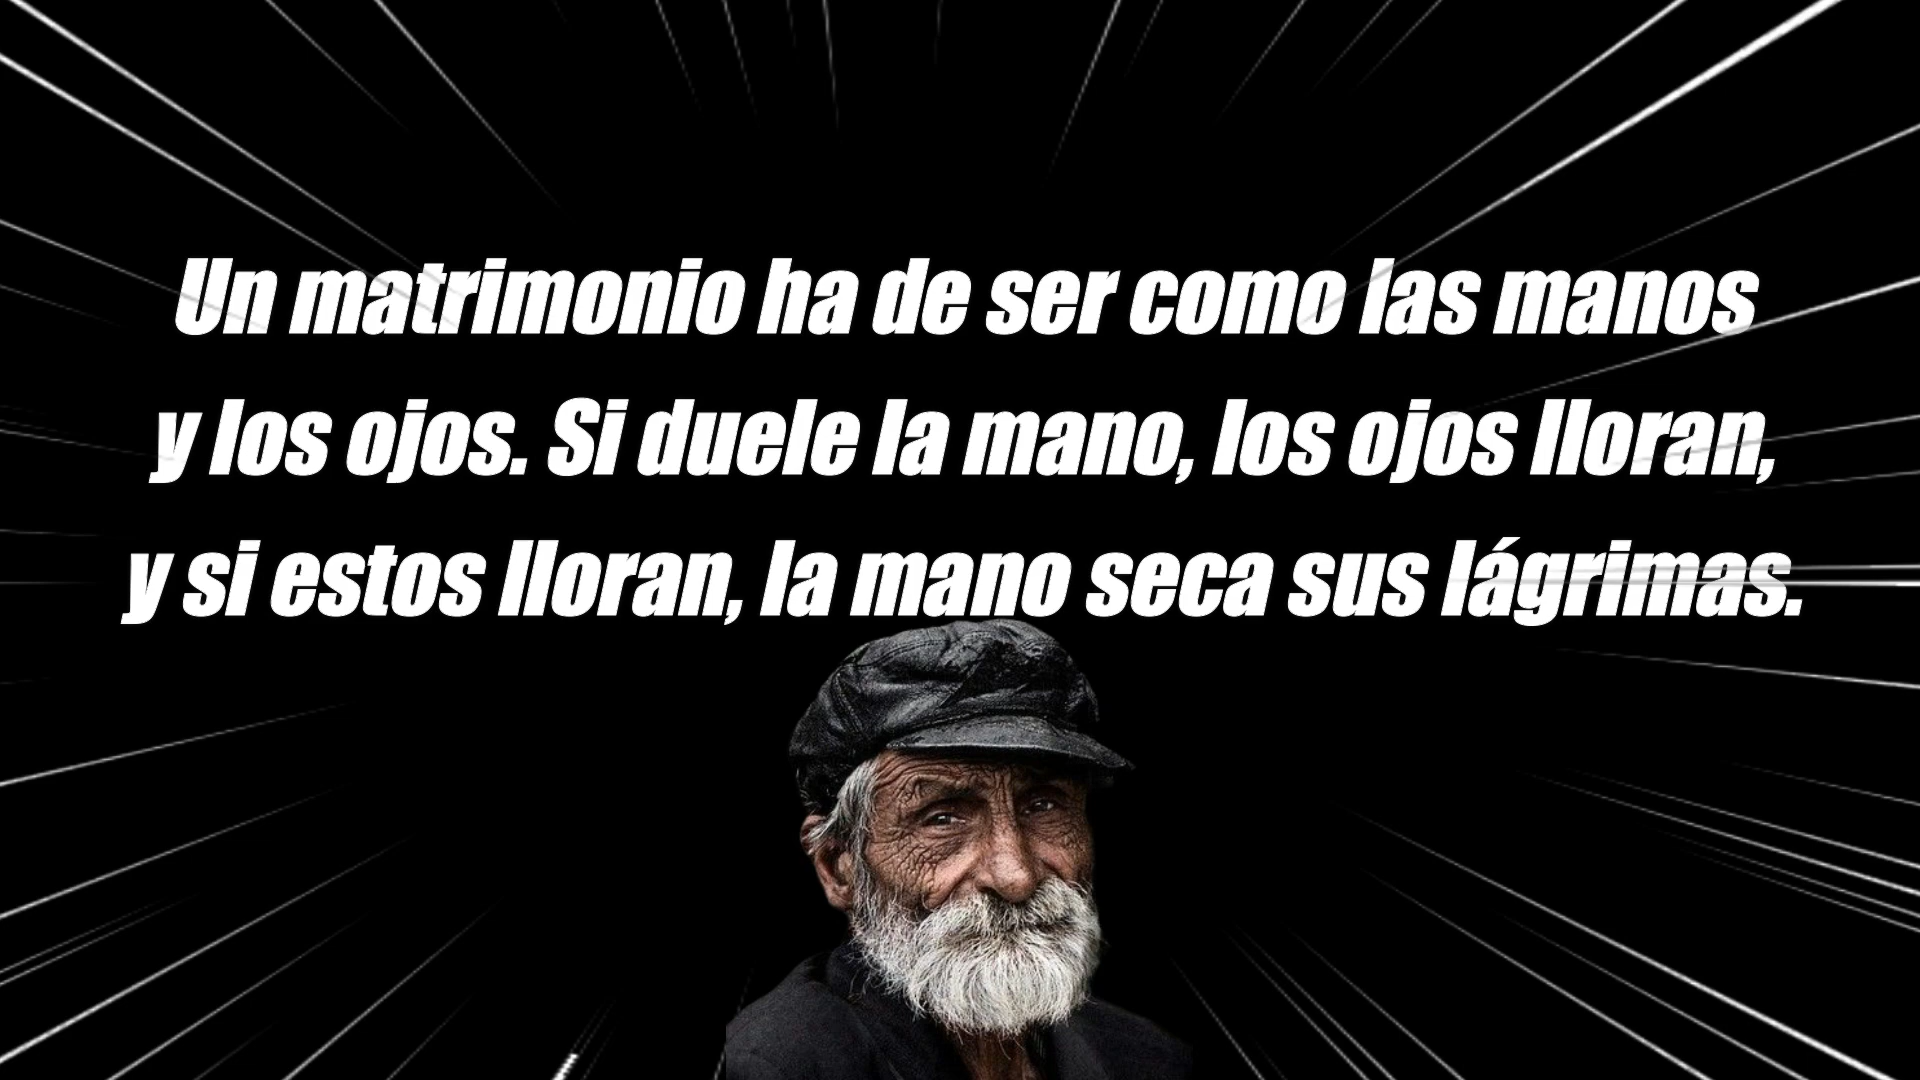 Un matrimonio ha de ser como las manos
y los ojos. Si duele la mano, los ojos lloran,
y si estos lloran, la mano seca sus lágrimas.